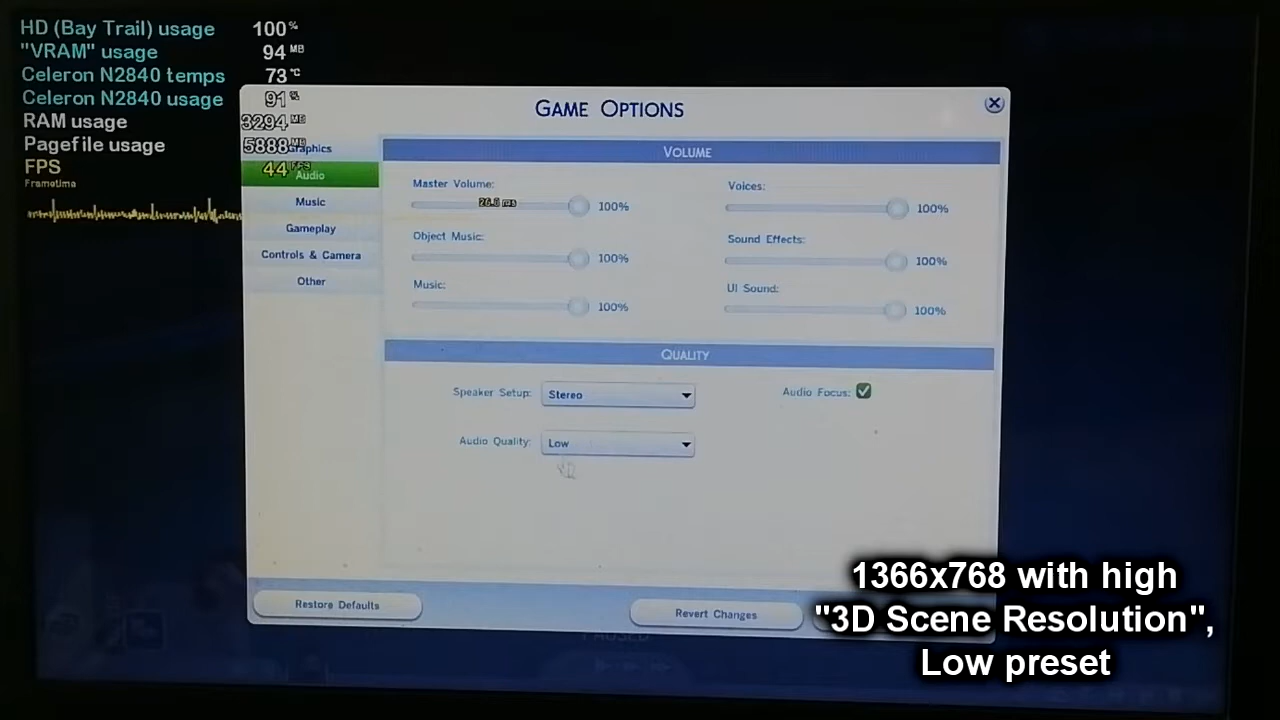 HD (Bay Trail) usage 100 %
"VRAM" usage 94 MB
Celeron N2840 temps 73 °C
Celeron N2840 usage 91 %
RAM usage 3294 MB
Pagefile usage 5888 MB
FPS 44 FPS
Frametime 26.0 ms
GAME OPTIONS
Graphics
Audio
Music
Gameplay
Controls & Camera
Other
VOLUME
Master Volume: 100%
Voices: 100%
Object Music: 100%
Sound Effects: 100%
Music: 100%
UI Sound: 100%
QUALITY
Speaker Setup: Stereo
Audio Focus:
Audio Quality: Low
Restore Defaults
Revert Changes
PAUSED
1366x768 with high
"3D Scene Resolution",
Low preset